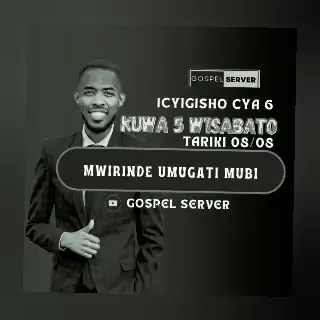 GOSPEL SERVER
ICYIGISHO CYA 6
KUWA 5 W'ISABATO
TARIKI 08/08
MWIRINDE UMUGATI MUBI
GOSPEL SERVER